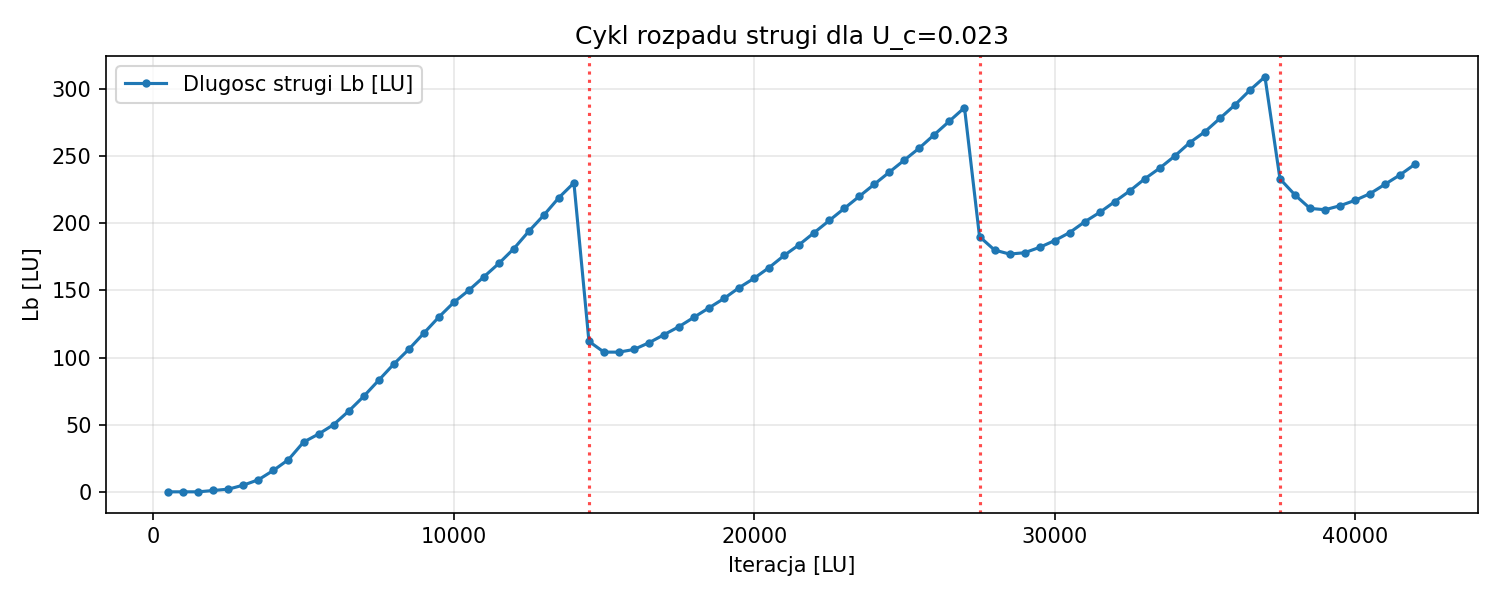 Cykl rozpadu strugi dla U_c=0.023
Dlugosc strugi Lb [LU]
Lb [LU]
300
250
200
150
100
50
0
0 10000 20000 30000 40000
Iteracja [LU]